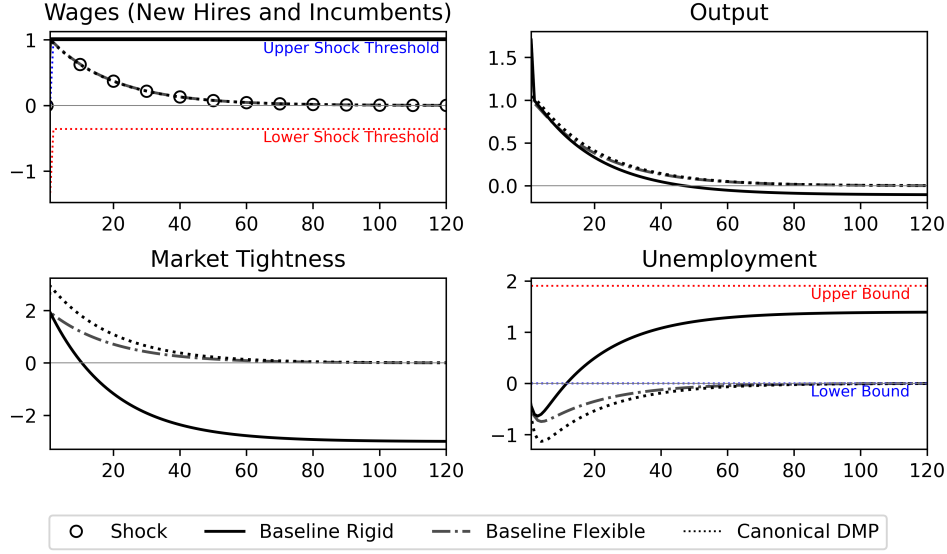 Wages (New Hires and Incumbents)
1
0
−1
Upper Shock Threshold
Lower Shock Threshold
20 40 60 80 100 120
Output
1.5
1.0
0.5
0.0
20 40 60 80 100 120
Market Tightness
2
0
−2
20 40 60 80 100 120
Unemployment
2
1
0
−1
Upper Bound
Lower Bound
20 40 60 80 100 120
Shock Baseline Rigid Baseline Flexible Canonical DMP